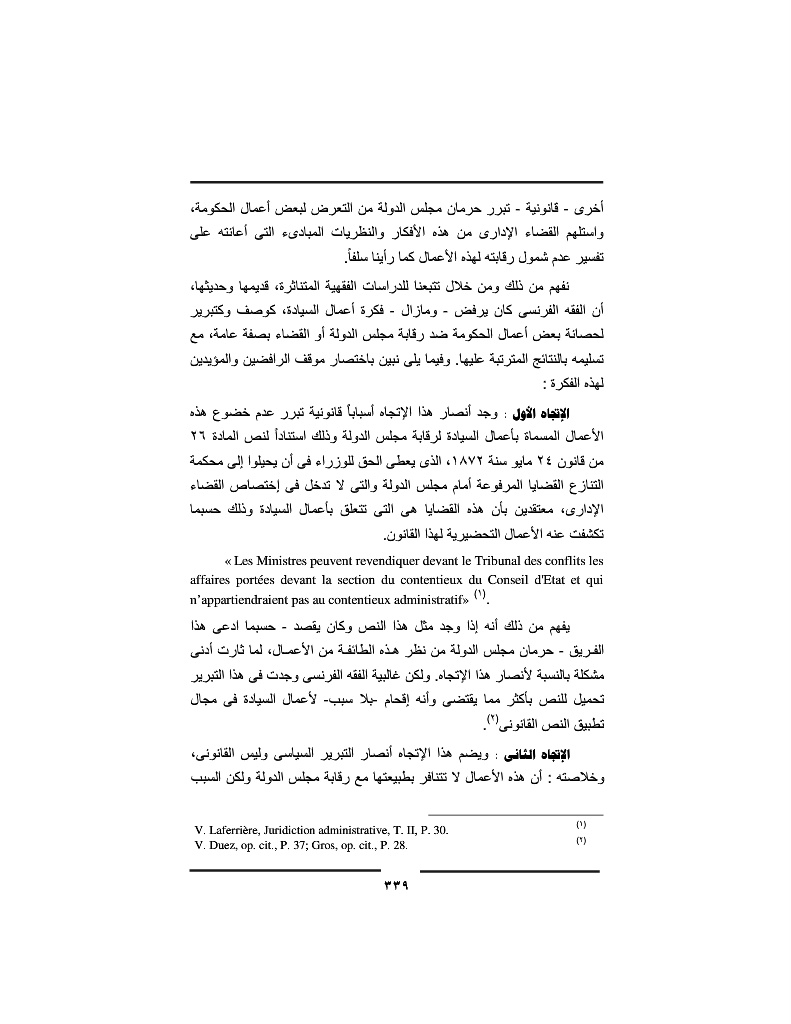 أخرى - قانونية - تبرر حرمان مجلس الدولة من التعرض لبعض أعمال الحكومة،
واستلهم القضاء الإدارى من هذه الأفكار والنظريات المبادىء التى أعانته على
تفسير عدم شمول رقابته لهذه الأعمال كما رأينا سلفاً.
نفهم من ذلك ومن خلال تتبعنا للدراسات الفقهية المتناثرة، قديمها وحديثها،
أن الفقه الفرنسى كان يرفض - ومازال - فكرة أعمال السيادة، كوصف وكتبرير
لحصانة بعض أعمال الحكومة ضد رقابة مجلس الدولة أو القضاء بصفة عامة، مع
تسليمه بالنتائج المترتبة عليها. وفيما يلى نبين باختصار موقف الرافضين والمؤيدين
لهذه الفكرة :
الإتجاه الأول : وجد أنصار هذا الإتجاه أسباباً قانونية تبرر عدم خضوع هذه
الأعمال المسماة بأعمال السيادة لرقابة مجلس الدولة وذلك استناداً لنص المادة ٢٦
من قانون ٢٤ مايو سنة ١٨٧٢، الذى يعطى الحق للوزراء فى أن يحيلوا إلى محكمة
التنازع القضايا المرفوعة أمام مجلس الدولة والتى لا تدخل فى إختصاص القضاء
الإدارى، معتقدين بأن هذه القضايا هى التى تتعلق بأعمال السيادة وذلك حسبما
تكشفت عنه الأعمال التحضيرية لهذا القانون.
« Les Ministres peuvent revendiquer devant le Tribunal des conflits les
affaires portées devant la section du contentieux du Conseil d'Etat et qui
n’appartiendraient pas au contentieux administratif» (١).
يفهم من ذلك أنه إذا وجد مثل هذا النص وكان يقصد - حسبما ادعى هذا
الفريق - حرمان مجلس الدولة من نظر هذه الطائفة من الأعمال، لما ثارت أدنى
مشكلة بالنسبة لأنصار هذا الإتجاه. ولكن غالبية الفقه الفرنسى وجدت فى هذا التبرير
تحميل للنص بأكثر مما يقتضى وأنه إقحام -بلا سبب- لأعمال السيادة فى مجال
تطبيق النص القانونى(٢).
الإتجاه الثانى : ويضم هذا الإتجاه أنصار التبرير السياسى وليس القانونى،
وخلاصته : أن هذه الأعمال لا تتنافر بطبيعتها مع رقابة مجلس الدولة ولكن السبب
(١) V. Laferrière, Juridiction administrative, T. II, P. 30.
(٢) V. Duez, op. cit., P. 37; Gros, op. cit., P. 28.
٣٣٩